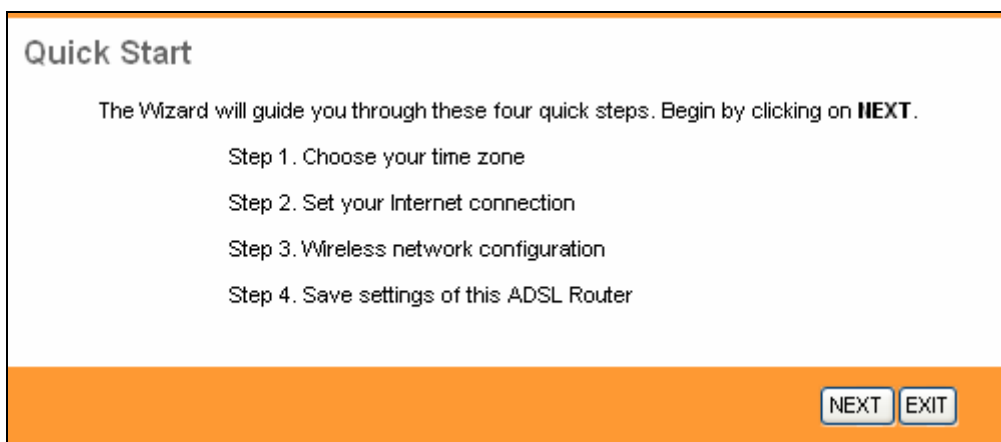 Quick Start
The Wizard will guide you through these four quick steps. Begin by clicking on NEXT.
Step 1. Choose your time zone
Step 2. Set your Internet connection
Step 3. Wireless network configuration
Step 4. Save settings of this ADSL Router
NEXT EXIT